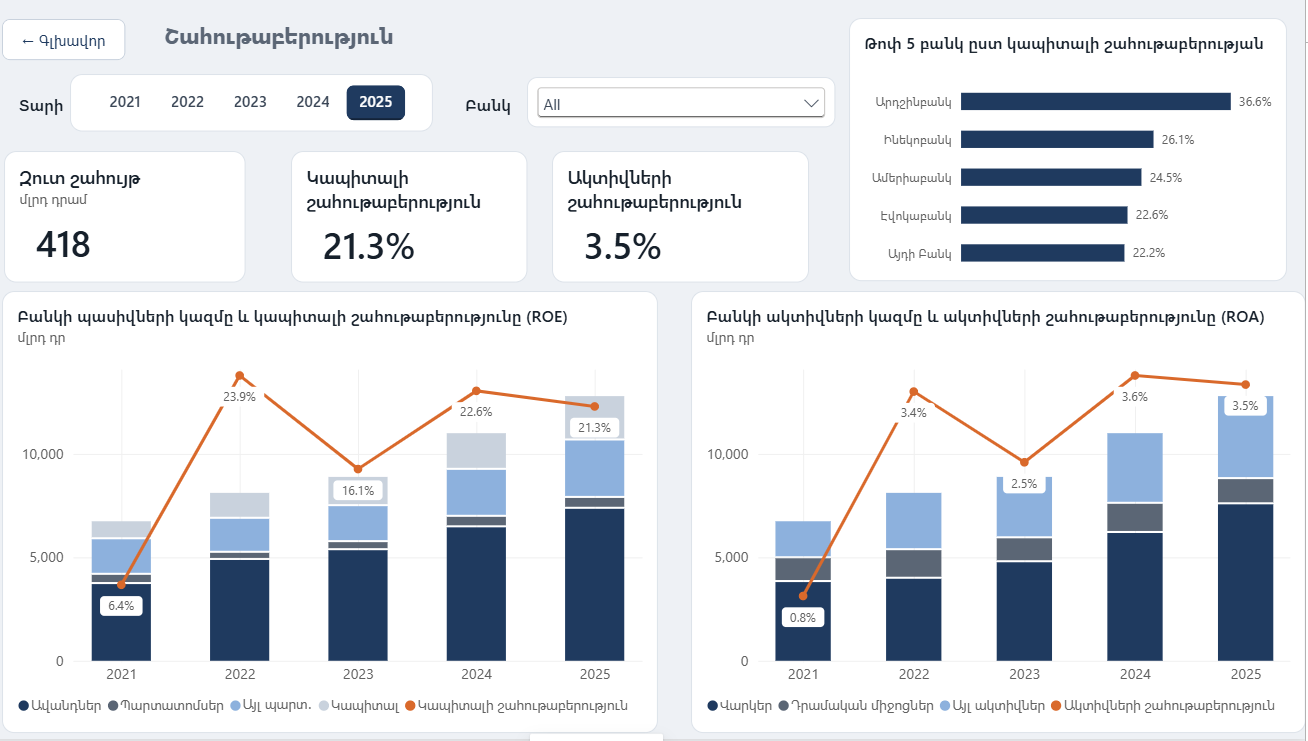 ← Գլխավոր
Շահութաբերություն
Տարի
2021
2022
2023
2024
2025
Բանկ
All
Թոփ 5 բանկ ըստ կապիտալի շահութաբերության
Արդշինբանկ
36.6%
Ինեկոբանկ
26.1%
Ամերիաբանկ
24.5%
Էվոկաբանկ
22.6%
Այդի Բանկ
22.2%
Զուտ շահույթ
մլրդ դրամ
418
Կապիտալի
շահութաբերություն
21.3%
Ակտիվների
շահութաբերություն
3.5%
Բանկի պասիվների կազմը և կապիտալի շահութաբերությունը (ROE)
մլրդ դր
10,000
5,000
0
6.4%
23.9%
16.1%
22.6%
21.3%
2021
2022
2023
2024
2025
Ավանդներ
Պարտատոմսեր
Այլ պարտ.
Կապիտալ
Կապիտալի շահութաբերություն
Բանկի ակտիվների կազմը և ակտիվների շահութաբերությունը (ROA)
մլրդ դր
10,000
5,000
0
0.8%
3.4%
2.5%
3.6%
3.5%
2021
2022
2023
2024
2025
Վարկեր
Դրամական միջոցներ
Այլ ակտիվներ
Ակտիվների շահութաբերություն